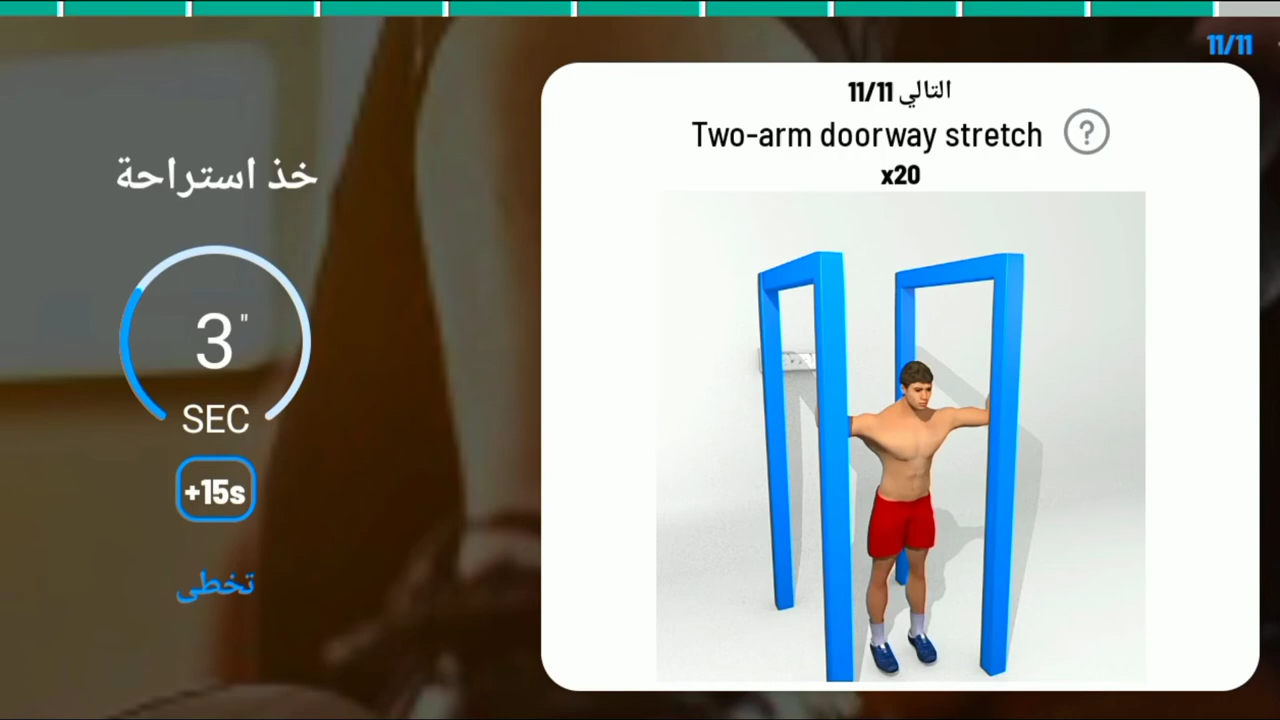 11/11
خذ استراحة
3"
SEC
+15s
تخطى
التالي 11/11
Two-arm doorway stretch ?
x20